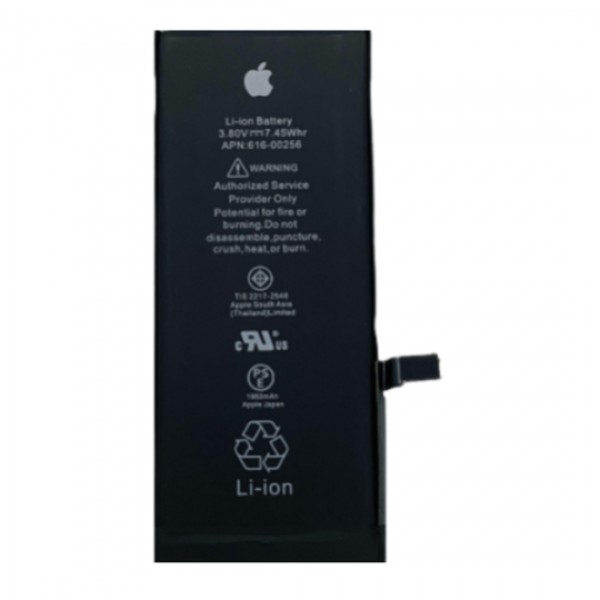 Li-ion Battery
3.80V⎓7.45Whr
APN:616-00256
WARNING
Authorized Service
Provider Only
Potential for fire or
burning.Do not
disassemble,puncture,
crush,heat,or burn.
TIS 2217-2548
Apple South Asia
(Thailand)Limited
c RU US
PS
E
1960mAh
Apple Japan
Li-ion